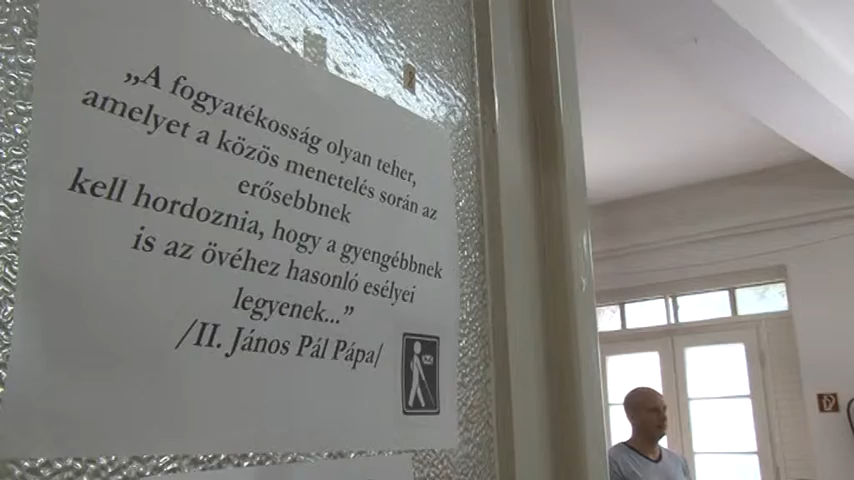 „A fogyatékosság olyan teher,
amelyet a közös menetelés során az
erősebbnek
kell hordoznia, hogy a gyengébbnek
is az övéhez hasonló esélyei
legyenek...”
/II. János Pál Pápa/